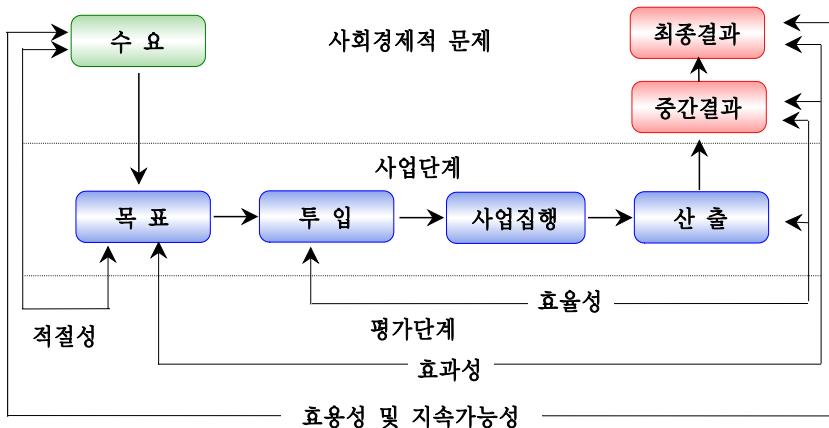 수 요
사회경제적 문제
최종결과
중간결과
사업단계
목 표
투 입
사업집행
산 출
효율성
적절성
평가단계
효과성
효용성 및 지속가능성